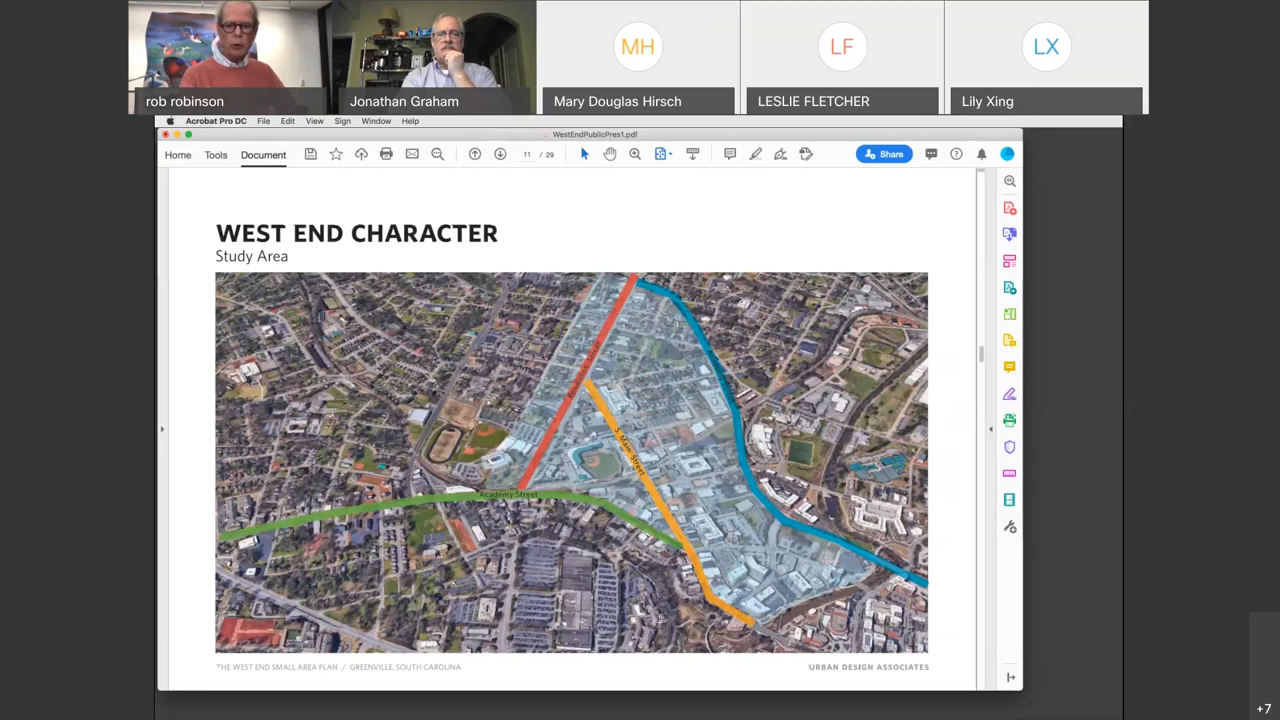 MH
LF
LX
rob robinson
Jonathan Graham
Mary Douglas Hirsch
LESLIE FLETCHER
Lily Xing
Acrobat Pro DC File Edit View Sign Window Help
WestEndPublicPres1.pdf
Home Tools Document
11 / 29
Share
WEST END CHARACTER
Study Area
S. Main Street
Academy Street
THE WEST END SMALL AREA PLAN / GREENVILLE, SOUTH CAROLINA
URBAN DESIGN ASSOCIATES
+7